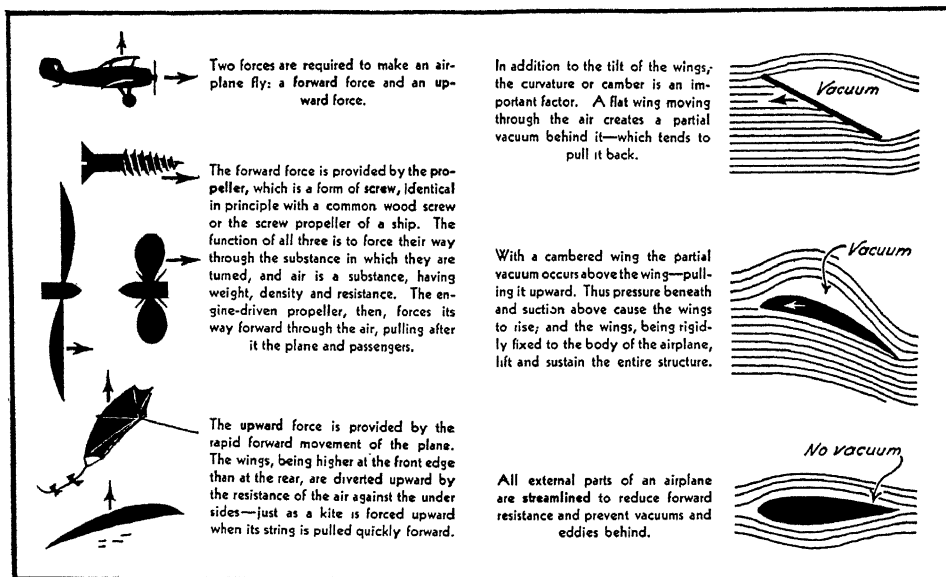 Two forces are required to make an air-
plane fly: a forward force and an up-
ward force.
The forward force is provided by the pro-
peller, which is a form of screw, identical
in principle with a common wood screw
or the screw propeller of a ship. The
function of all three is to force their way
through the substance in which they are
turned, and air is a substance, having
weight, density and resistance. The en-
gine-driven propeller, then, forces its
way forward through the air, pulling after
it the plane and passengers.
The upward force is provided by the
rapid forward movement of the plane.
The wings, being higher at the front edge
than at the rear, are diverted upward by
the resistance of the air against the under
sides—just as a kite is forced upward
when its string is pulled quickly forward.
In addition to the tilt of the wings,
the curvature or camber is an im-
portant factor. A flat wing moving
through the air creates a partial
vacuum behind it—which tends to
pull it back.
Vacuum
With a cambered wing the partial
vacuum occurs above the wing—pull-
ing it upward. Thus pressure beneath
and suction above cause the wings
to rise; and the wings, being rigid-
ly fixed to the body of the airplane,
lift and sustain the entire structure.
Vacuum
All external parts of an airplane
are streamlined to reduce forward
resistance and prevent vacuums and
eddies behind.
No vacuum